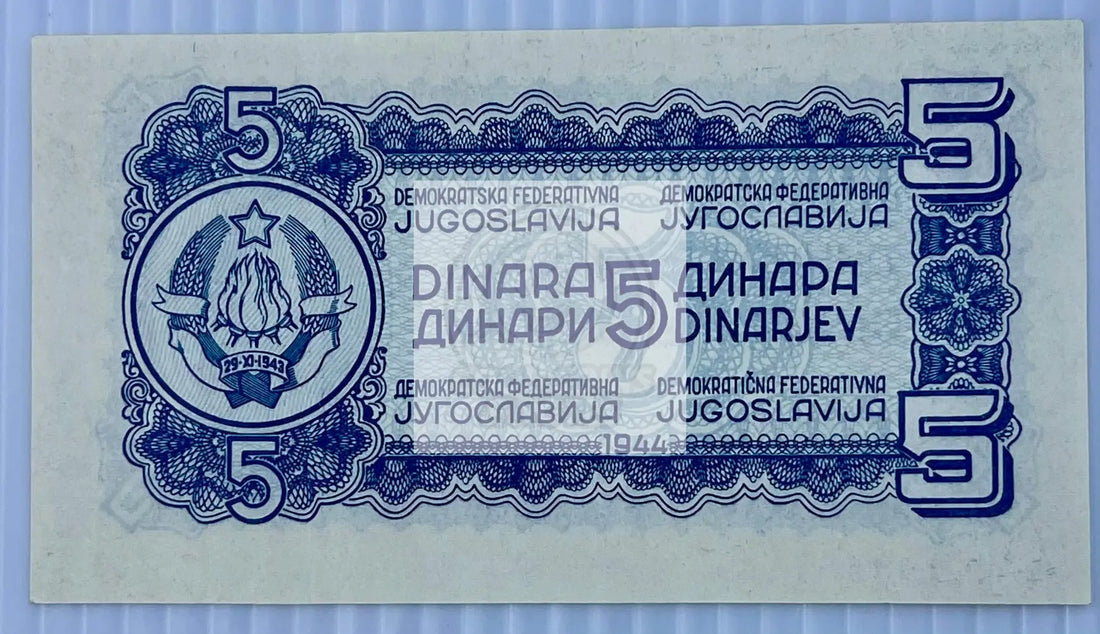 5
5
DEMOKRATSKA FEDERATIVNA
JUGOSLAVIJA
ДЕМОКРАТСКА ФЕДЕРАТИВНА
ЈУГОСЛАВИЈА
DINARA 5 ДИНАРА
ДИНАРИ DINARJEV
29·XI·1943
ДЕМОКРАТСКА ФЕДЕРАТИВНА
ЈУГОСЛАВИЈА
DEMOKRATIČNA FEDERATIVNA
JUGOSLAVIJA
1944
5
5